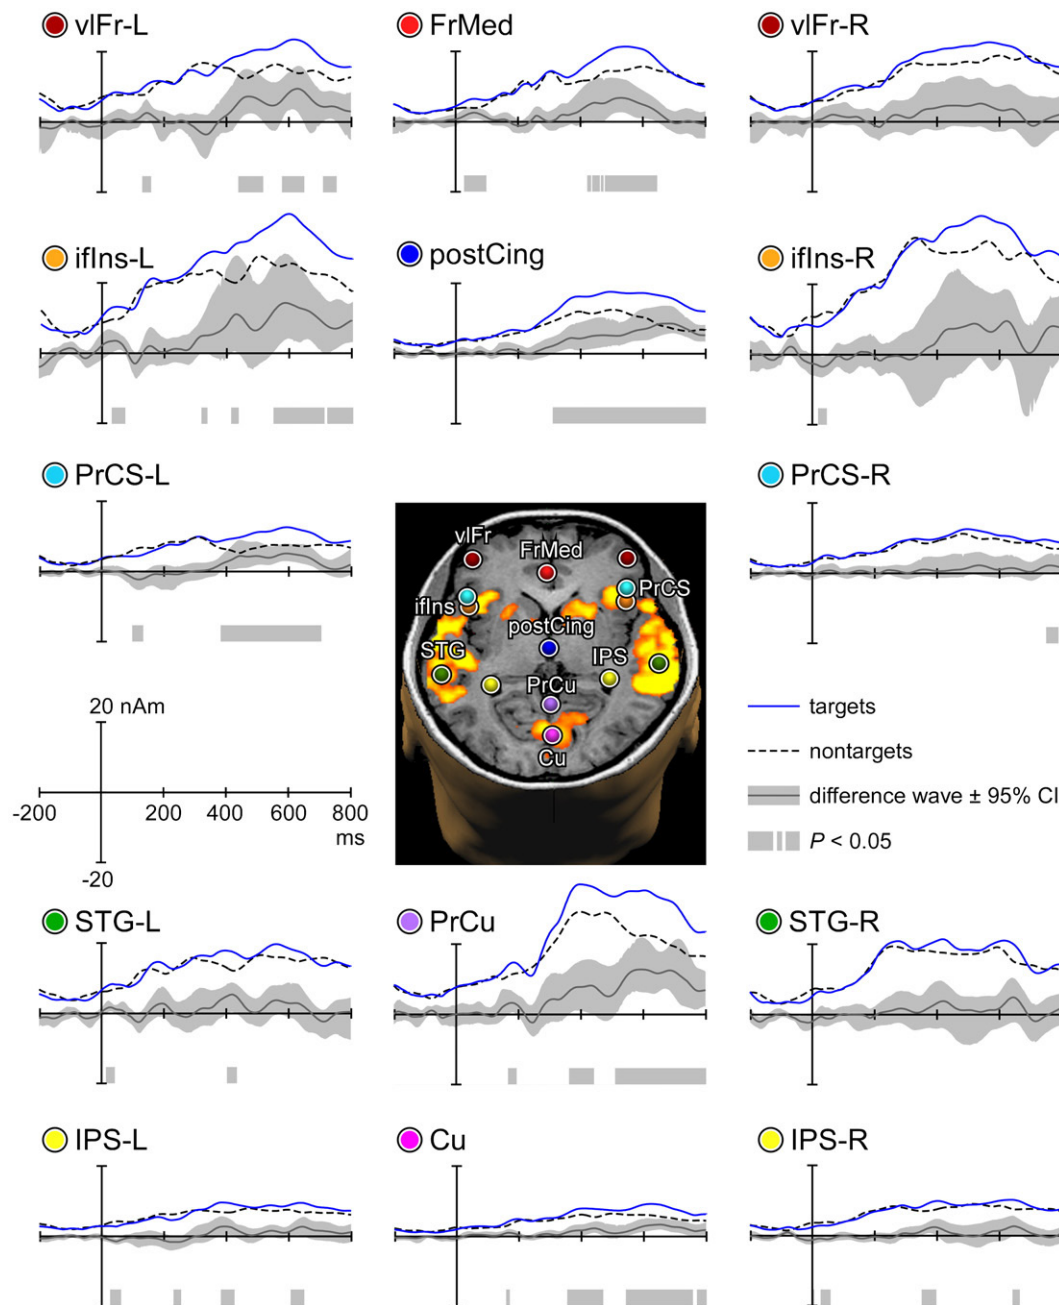 vlFr-L
FrMed
vlFr-R
ifIns-L
postCing
ifIns-R
PrCS-L
PrCS-R
vlFr
FrMed
PrCS
ifIns
postCing
STG
IPS
PrCu
Cu
20 nAm
-200
200
400
600
800
ms
-20
targets
nontargets
difference wave ± 95% CI
P < 0.05
STG-L
PrCu
STG-R
IPS-L
Cu
IPS-R